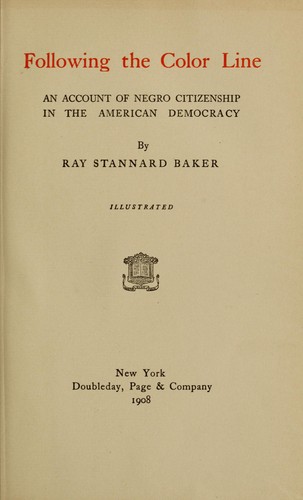 Following the Color Line
AN ACCOUNT OF NEGRO CITIZENSHIP
IN THE AMERICAN DEMOCRACY
By
RAY STANNARD BAKER
ILLUSTRATED
New York
Doubleday, Page & Company
1908